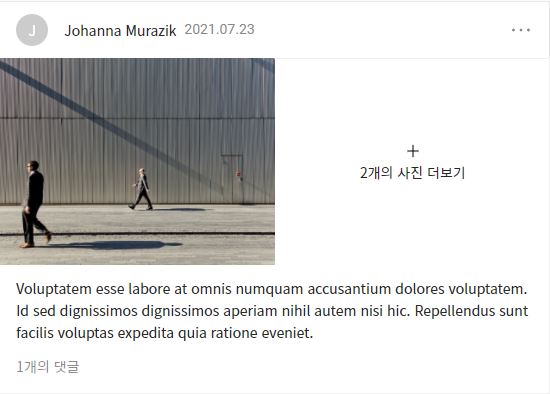 J
Johanna Murazik 2021.07.23
+
2개의 사진 더보기
Voluptatem esse labore at omnis numquam accusantium dolores voluptatem.
Id sed dignissimos dignissimos aperiam nihil autem nisi hic. Repellendus sunt
facilis voluptas expedita quia ratione eveniet.
1개의 댓글